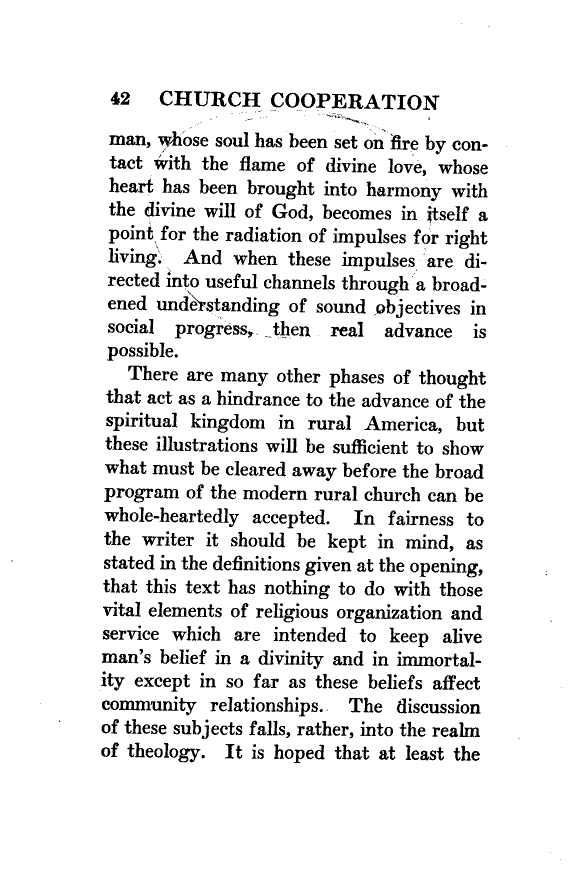 42 CHURCH COOPERATION
man, whose soul has been set on fire by con-
tact with the flame of divine love, whose
heart has been brought into harmony with
the divine will of God, becomes in itself a
point for the radiation of impulses for right
living. And when these impulses are di-
rected into useful channels through a broad-
ened understanding of sound objectives in
social progress, then real advance is
possible.
There are many other phases of thought
that act as a hindrance to the advance of the
spiritual kingdom in rural America, but
these illustrations will be sufficient to show
what must be cleared away before the broad
program of the modern rural church can be
whole-heartedly accepted. In fairness to
the writer it should be kept in mind, as
stated in the definitions given at the opening,
that this text has nothing to do with those
vital elements of religious organization and
service which are intended to keep alive
man's belief in a divinity and in immortal-
ity except in so far as these beliefs affect
community relationships. The discussion
of these subjects falls, rather, into the realm
of theology. It is hoped that at least the